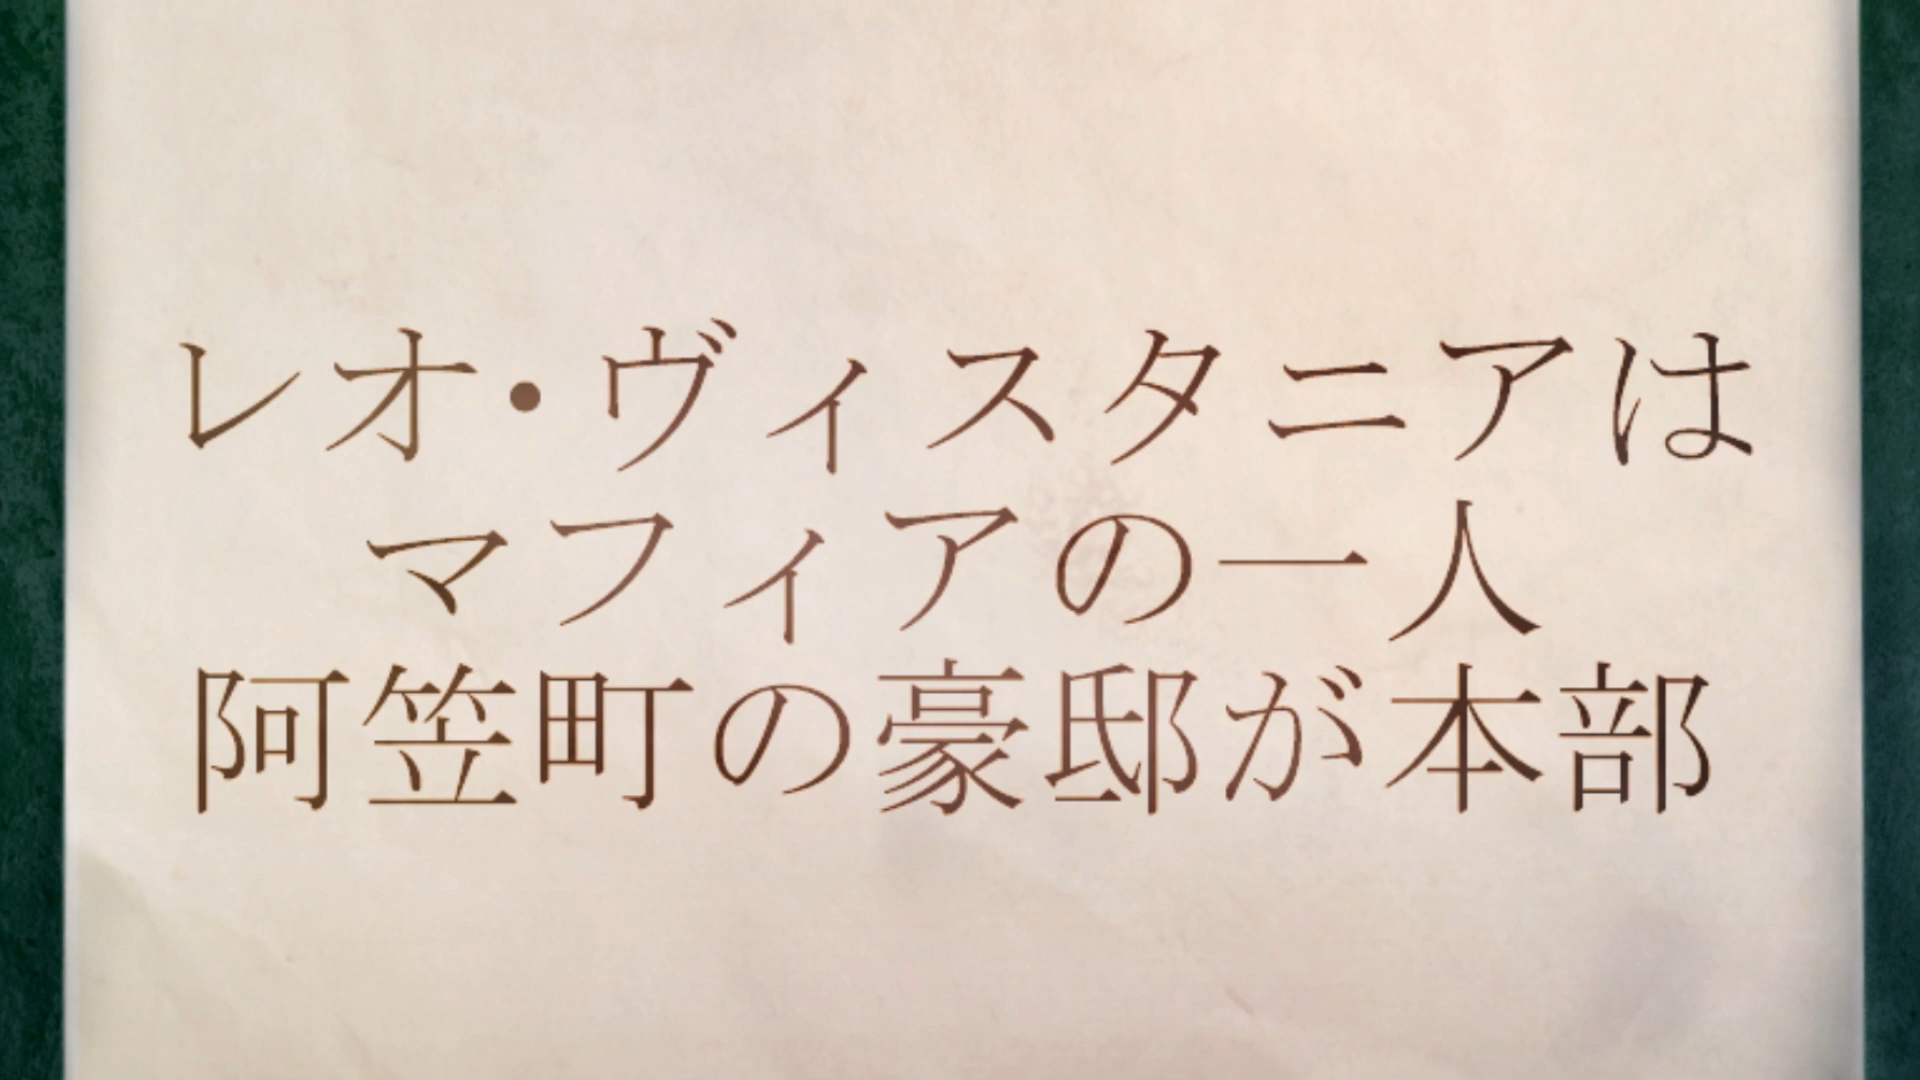 レオ・ヴィスタニアは
マフィアの一人
阿笠町の豪邸が本部